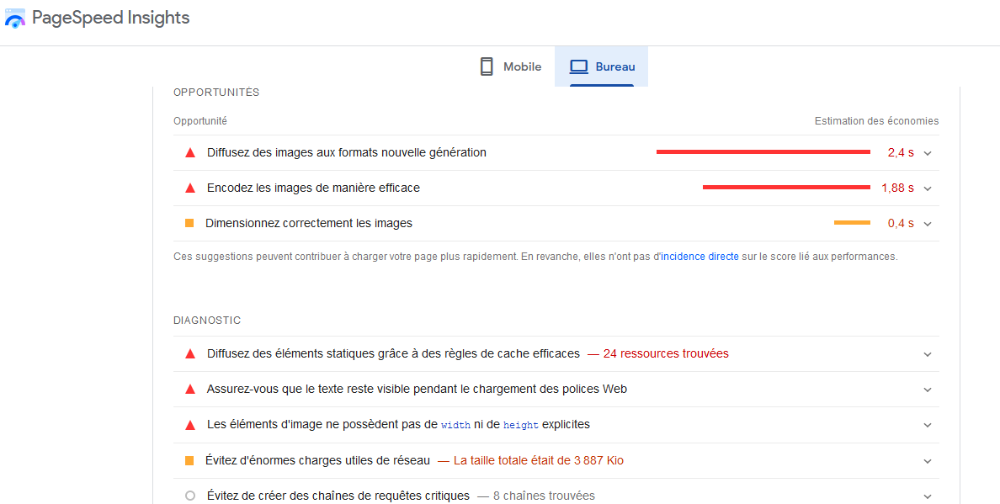 PageSpeed Insights
Mobile
Bureau
OPPORTUNITÉS
Opportunité
Estimation des économies
Diffusez des images aux formats nouvelle génération
2,4 s
Encodez les images de manière efficace
1,88 s
Dimensionnez correctement les images
0,4 s
Ces suggestions peuvent contribuer à charger votre page plus rapidement. En revanche, elles n'ont pas d'incidence directe sur le score lié aux performances.
DIAGNOSTIC
Diffusez des éléments statiques grâce à des règles de cache efficaces — 24 ressources trouvées
Assurez-vous que le texte reste visible pendant le chargement des polices Web
Les éléments d'image ne possèdent pas de width ni de height explicites
Évitez d'énormes charges utiles de réseau — La taille totale était de 3 887 Kio
Évitez de créer des chaînes de requêtes critiques — 8 chaînes trouvées